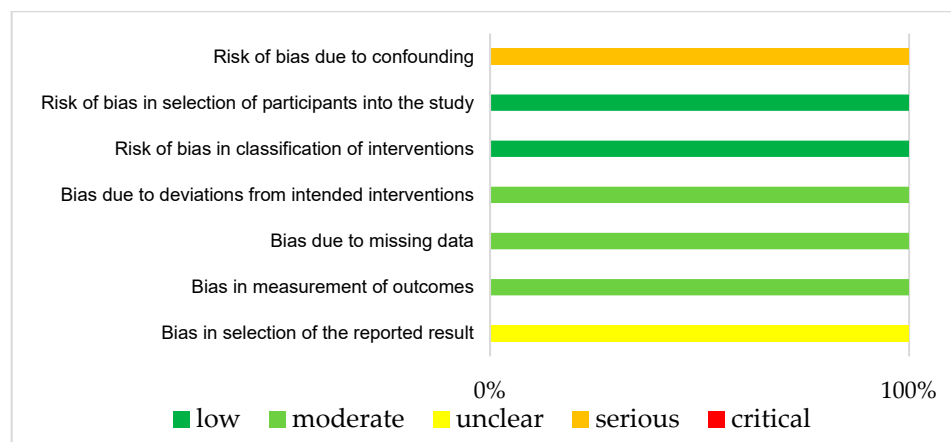 Risk of bias due to confounding
Risk of bias in selection of participants into the study
Risk of bias in classification of interventions
Bias due to deviations from intended interventions
Bias due to missing data
Bias in measurement of outcomes
Bias in selection of the reported result
0% 100%
low moderate unclear serious critical